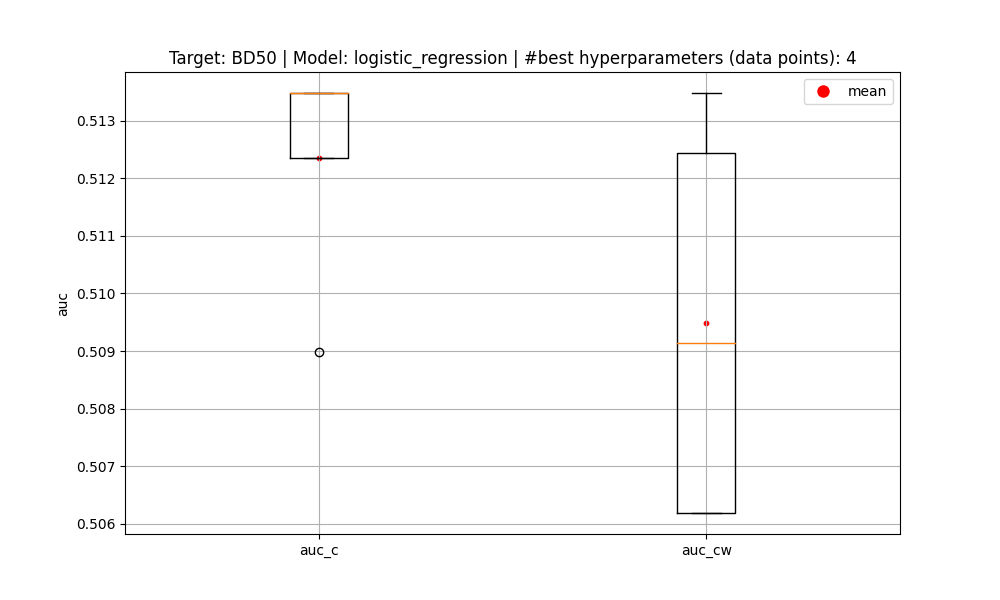 Target: BD50 | Model: logistic_regression | #best hyperparameters (data points): 4
mean
0.513
0.512
0.511
0.510
0.509
0.508
0.507
0.506
auc
auc_c
auc_cw